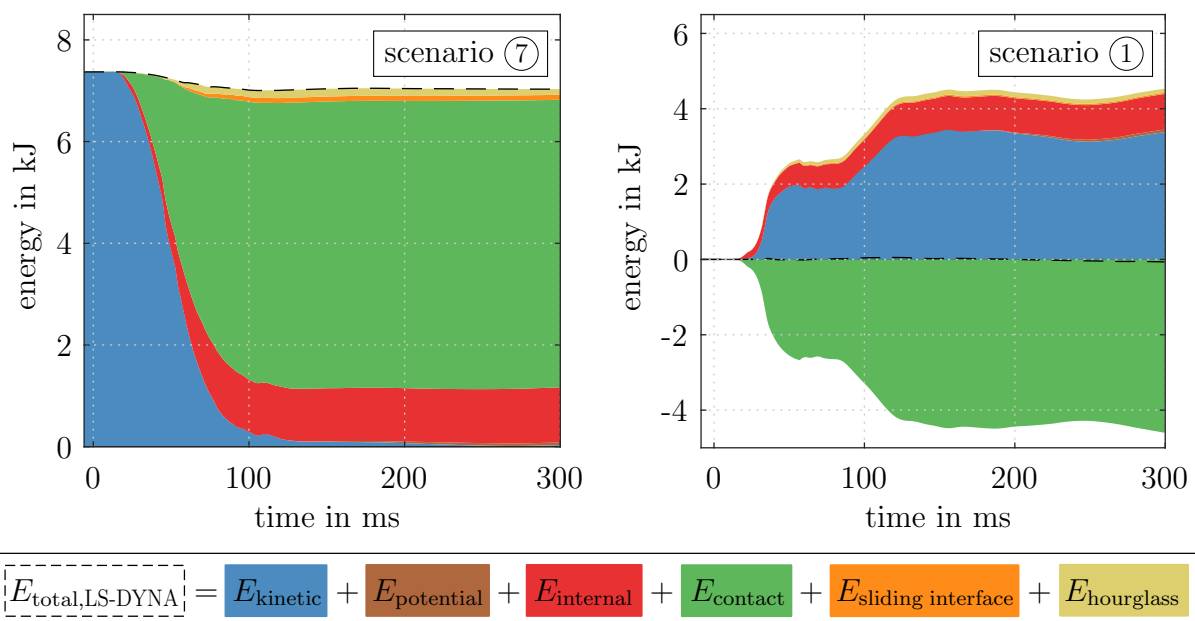 scenario ⑦
8
6
4
2
0
energy in kJ
0 100 200 300
time in ms
scenario ①
6
4
2
0
-2
-4
energy in kJ
0 100 200 300
time in ms
E_total,LS-DYNA = E_kinetic + E_potential + E_internal + E_contact + E_sliding interface + E_hourglass